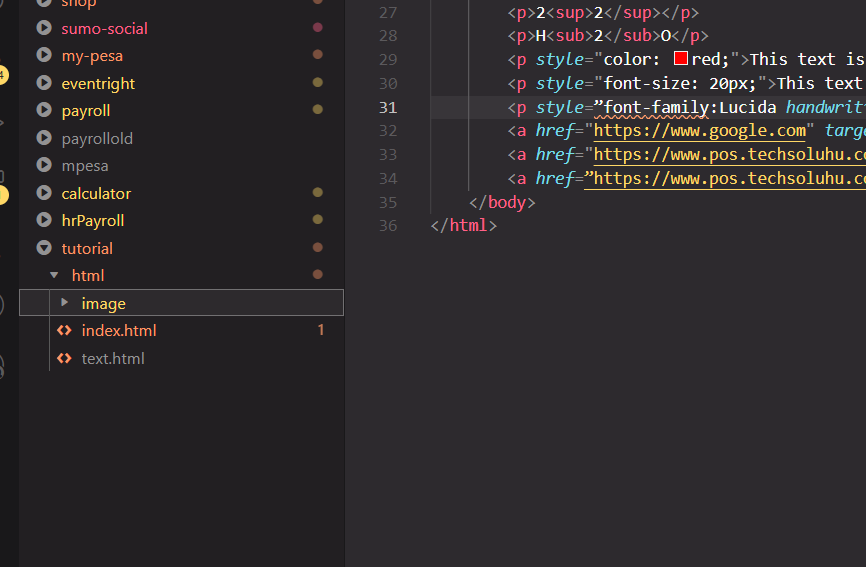 shop
sumo-social
my-pesa
eventright
payroll
payrollold
mpesa
calculator
hrPayroll
tutorial
html
image
index.html 1
text.html
4
27 <p>2<sup>2</sup></p>
28 <p>H<sub>2</sub>O</p>
29 <p style="color: red;">This text is
30 <p style="font-size: 20px;">This text
31 <p style=”font-family:Lucida handwrit
32 <a href="https://www.google.com" targe
33 <a href="https://www.pos.techsoluhu.co
34 <a href=”https://www.pos.techsoluhu.co
35 </body>
36 </html>